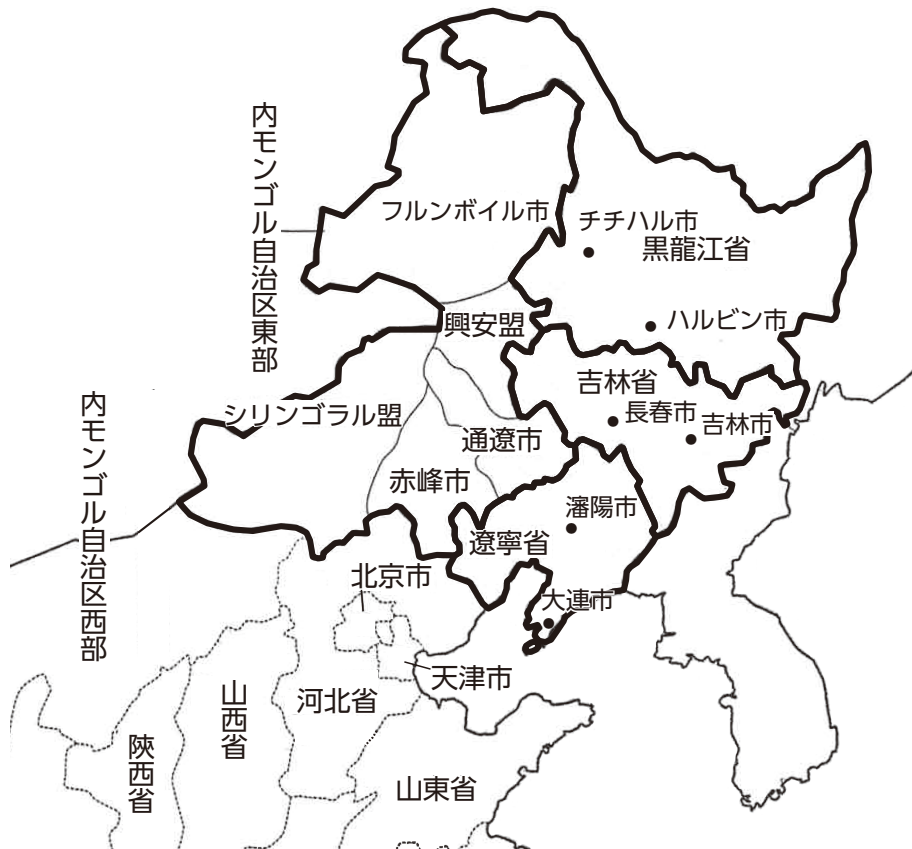 内モンゴル自治区東部
フルンボイル市
チチハル市
黒龍江省
ハルビン市
興安盟
吉林省
長春市
吉林市
内モンゴル自治区西部
シリンゴラル盟
通遼市
赤峰市
瀋陽市
遼寧省
北京市
大連市
天津市
河北省
山西省
陝西省
山東省